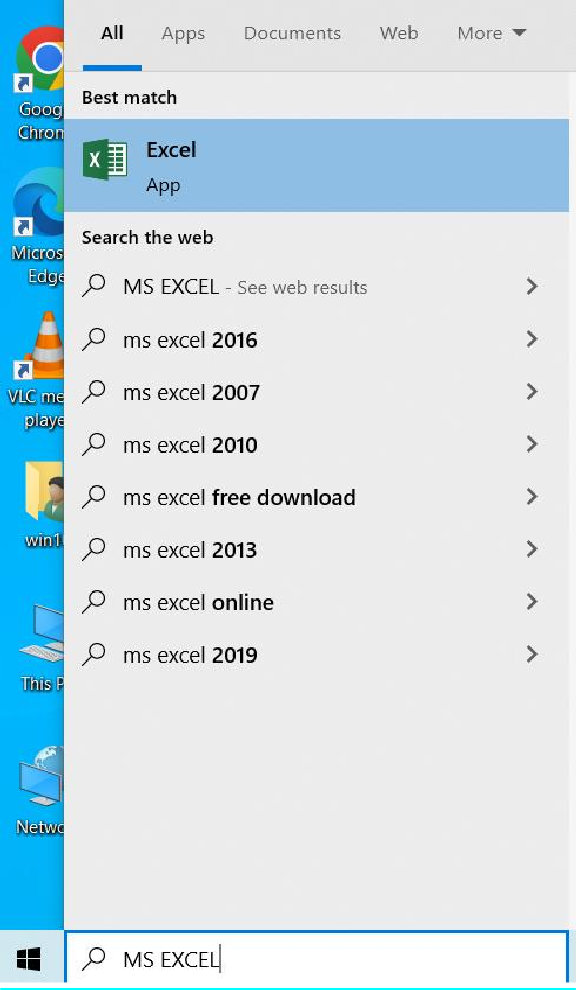 All Apps Documents Web More
Best match
Excel
App
Search the web
MS EXCEL - See web results
ms excel 2016
ms excel 2007
ms excel 2010
ms excel free download
ms excel 2013
ms excel online
ms excel 2019
MS EXCEL
Goog
Chrom
Micros
Edge
VLC me
playe
win1
This P
Netwo